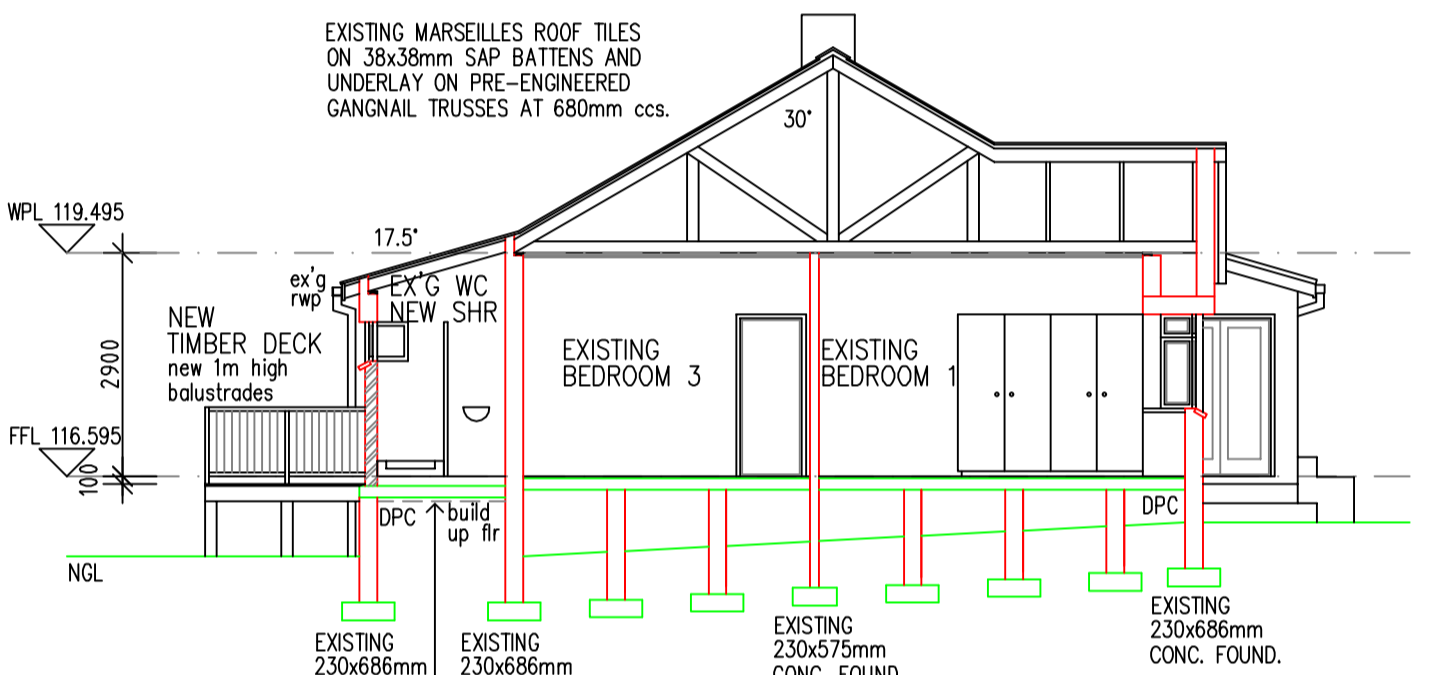 EXISTING MARSEILLES ROOF TILES
ON 38x38mm SAP BATTENS AND
UNDERLAY ON PRE-ENGINEERED
GANGNAIL TRUSSES AT 680mm ccs.
30°
WPL 119.495
17.5°
ex'g
rwp
EX'G WC
NEW SHR
NEW
TIMBER DECK
new 1m high
balustrades
2900
EXISTING
BEDROOM 3
EXISTING
BEDROOM 1
FFL 116.595
100
DPC
build
up flr
DPC
NGL
EXISTING
230x686mm
EXISTING
230x686mm
EXISTING
230x575mm
CONC. FOUND.
EXISTING
230x686mm
CONC. FOUND.